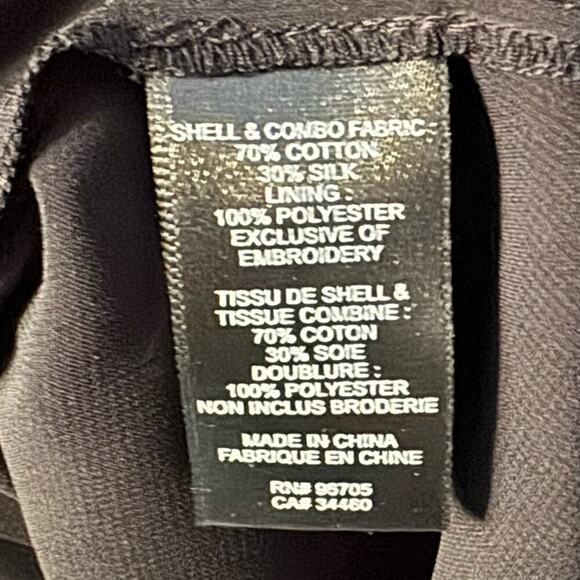 SHELL & COMBO FABRIC:
70% COTTON
30% SILK
LINING :
100% POLYESTER
EXCLUSIVE OF
EMBROIDERY
TISSU DE SHELL &
TISSUE COMBINE :
70% COTON
30% SOIE
DOUBLURE :
100% POLYESTER
NON INCLUS BRODERIE
MADE IN CHINA
FABRIQUE EN CHINE
RN# 96705
CA# 34460